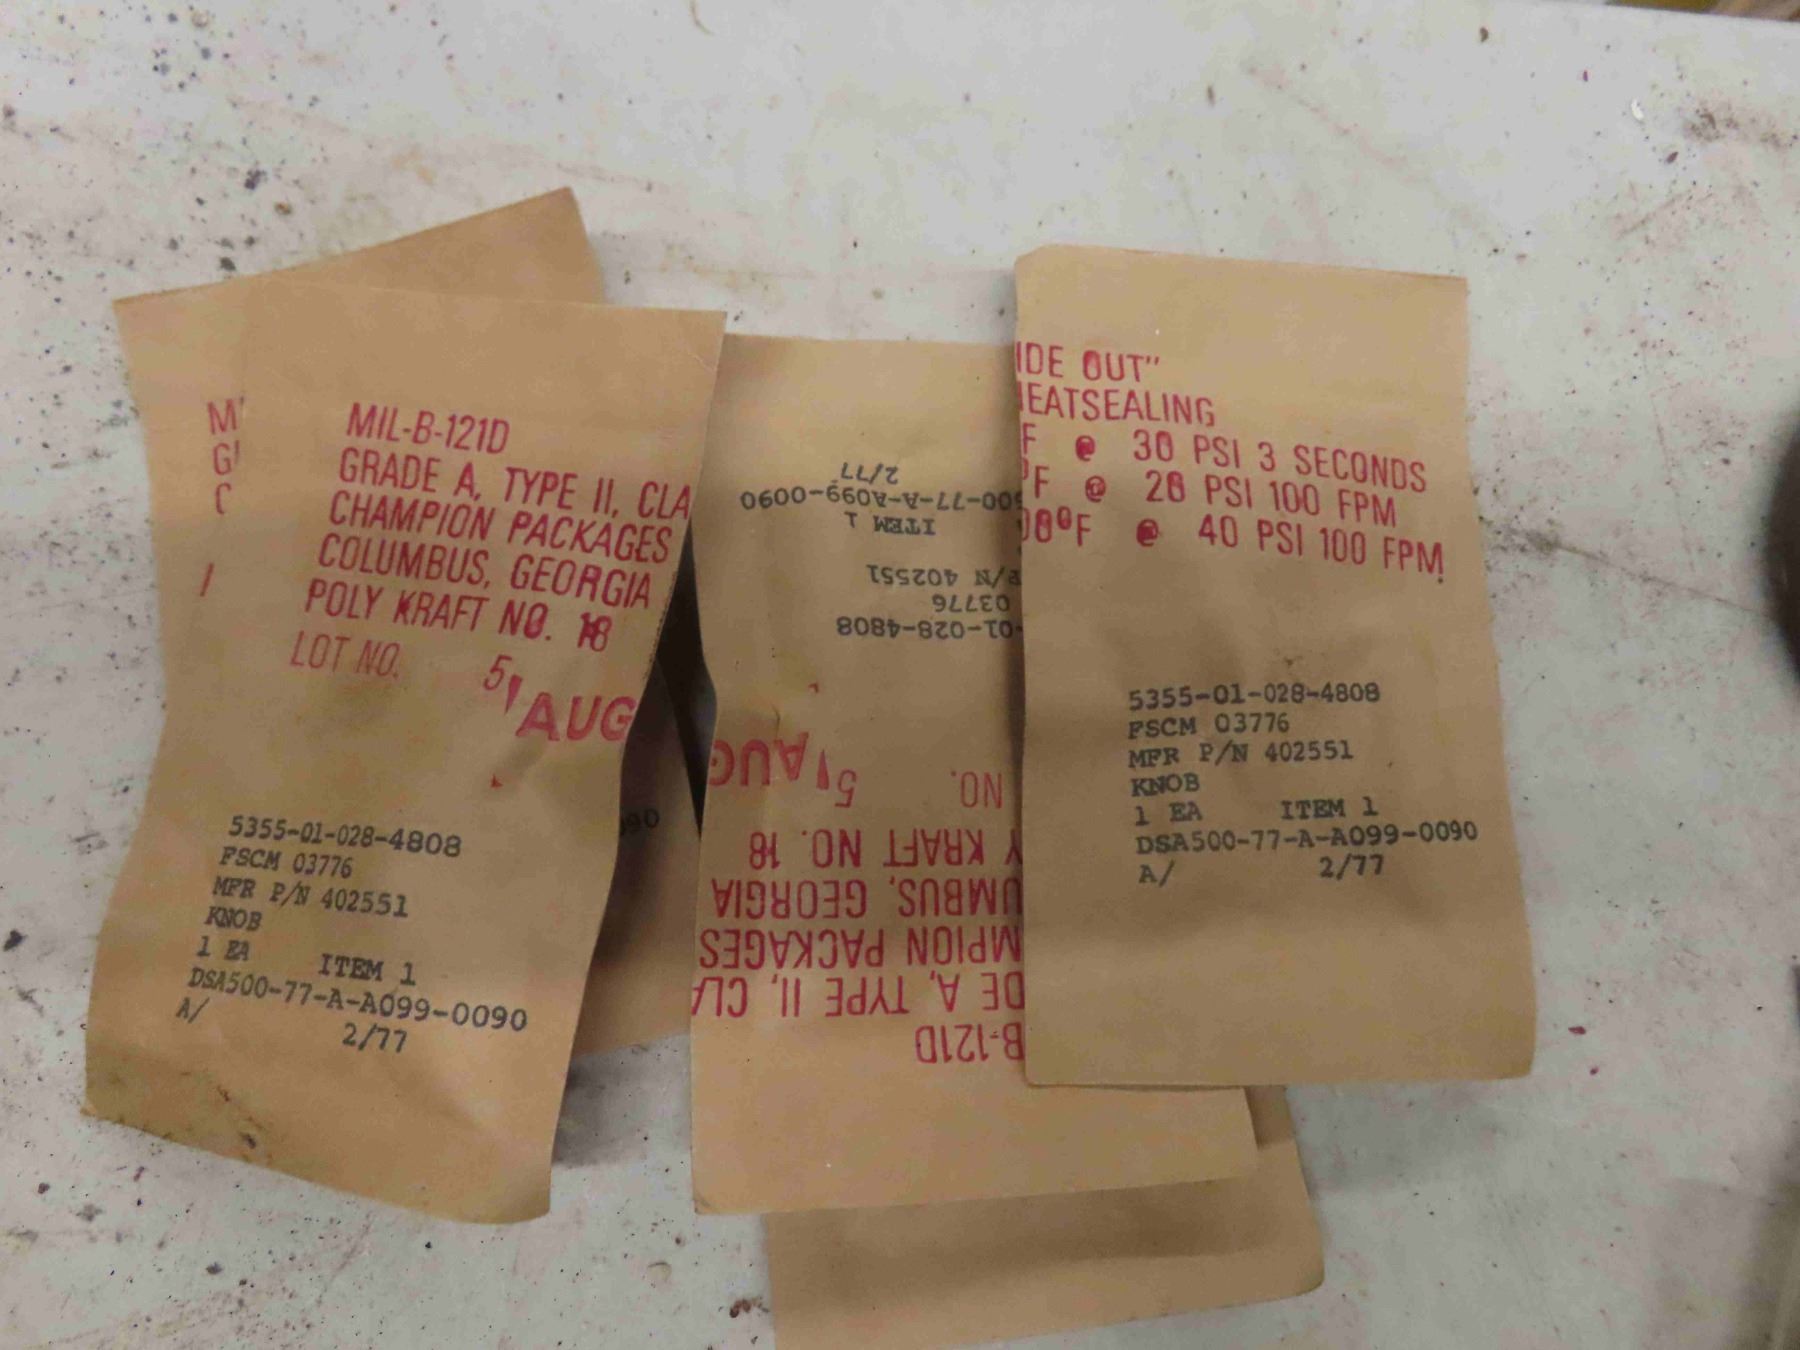 MIL-B-121D
GRADE A, TYPE II, CLA
CHAMPION PACKAGES
COLUMBUS, GEORGIA
POLY KRAFT NO. 18
LOT NO. 5 AUG
5355-01-028-4808
FSCM 03776
MFR P/N 402551
KNOB
1 EA ITEM 1
DSA500-77-A-A099-0090
A/ 2/77
090
B-121D
DE A, TYPE II, CLA
MPION PACKAGES
UMBUS, GEORGIA
Y KRAFT NO. 18
NO. 5 AUG
-01-028-4808
03776
P/N 402551
ITEM 1
500-77-A-A099-0090
2/77
IDE OUT"
HEATSEALING
F @ 30 PSI 3 SECONDS
°F @ 20 PSI 100 FPM
00°F @ 40 PSI 100 FPM
5355-01-028-4808
FSCM 03776
MFR P/N 402551
KNOB
1 EA ITEM 1
DSA500-77-A-A099-0090
A/ 2/77